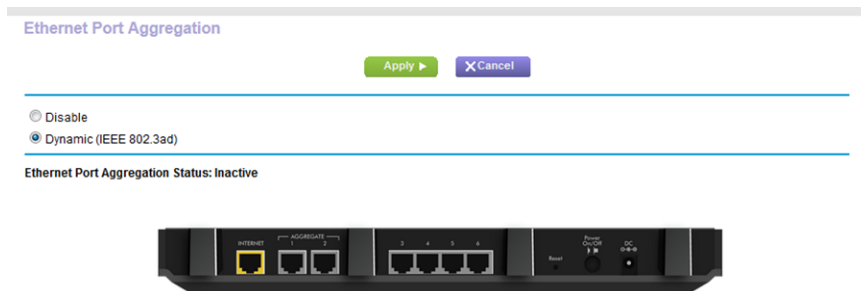 Ethernet Port Aggregation
Apply
Cancel
Disable
Dynamic (IEEE 802.3ad)
Ethernet Port Aggregation Status: Inactive
INTERNET
AGGREGATE
1 2 3 4 5 6
Reset
Power
On/Off
DC